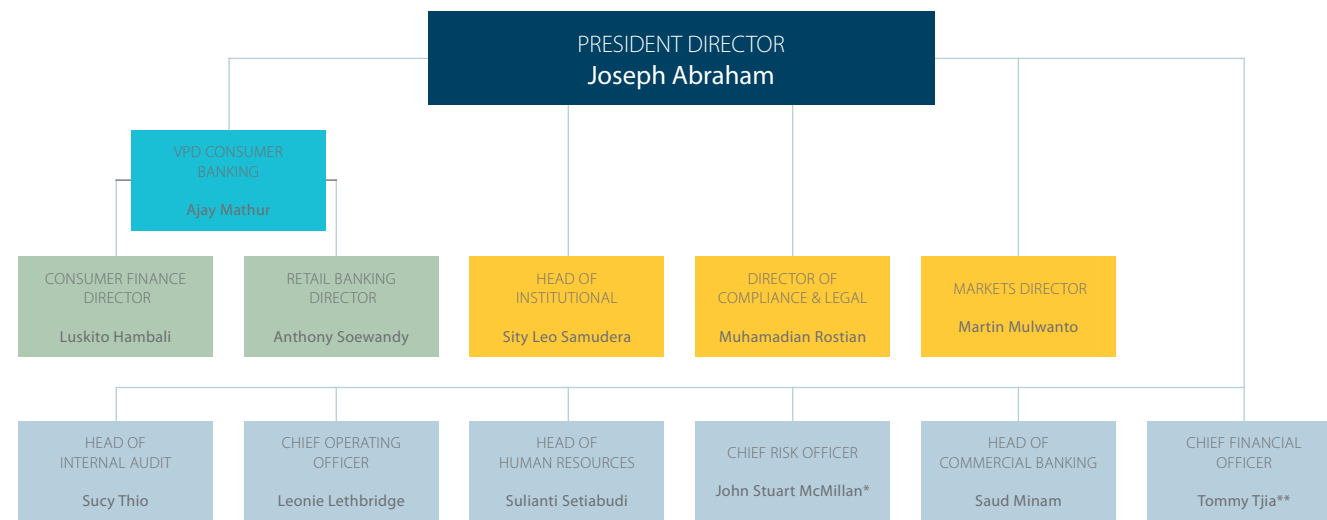 PRESIDENT DIRECTOR
Joseph Abraham
VPD CONSUMER
BANKING
Ajay Mathur
CONSUMER FINANCE
DIRECTOR
Luskito Hambali
RETAIL BANKING
DIRECTOR
Anthony Soewandy
HEAD OF
INSTITUTIONAL
Sity Leo Samudera
DIRECTOR OF
COMPLIANCE & LEGAL
Muhamadian Rostian
MARKETS DIRECTOR
Martin Mulwanto
HEAD OF
INTERNAL AUDIT
Sucy Thio
CHIEF OPERATING
OFFICER
Leonie Lethbridge
HEAD OF
HUMAN RESOURCES
Sulianti Setiabudi
CHIEF RISK OFFICER
John Stuart McMillan*
HEAD OF
COMMERCIAL BANKING
Saud Minam
CHIEF FINANCIAL
OFFICER
Tommy Tjia**